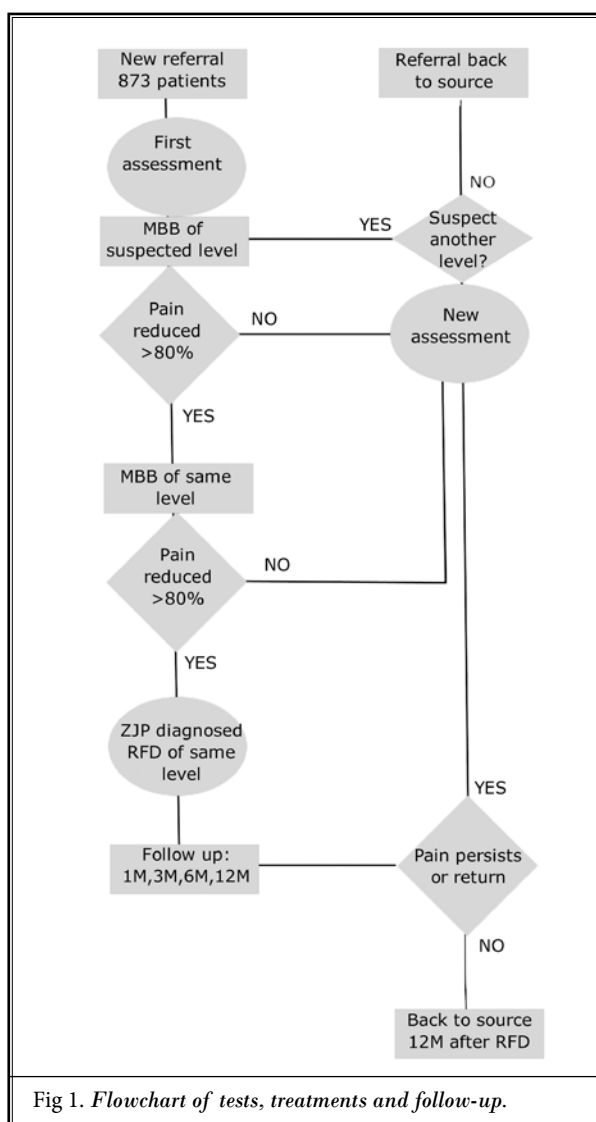 New referral
873 patients
First
assessment
MBB of
suspected level
Pain
reduced
>80%
NO
YES
MBB of same
level
Pain
reduced
>80%
NO
YES
ZJP diagnosed
RFD of same
level
Follow up:
1M,3M,6M,12M
Referral back
to source
NO
YES
Suspect
another
level?
New
assessment
YES
Pain persists
or return
NO
Back to source
12M after RFD
Fig 1. Flowchart of tests, treatments and follow-up.